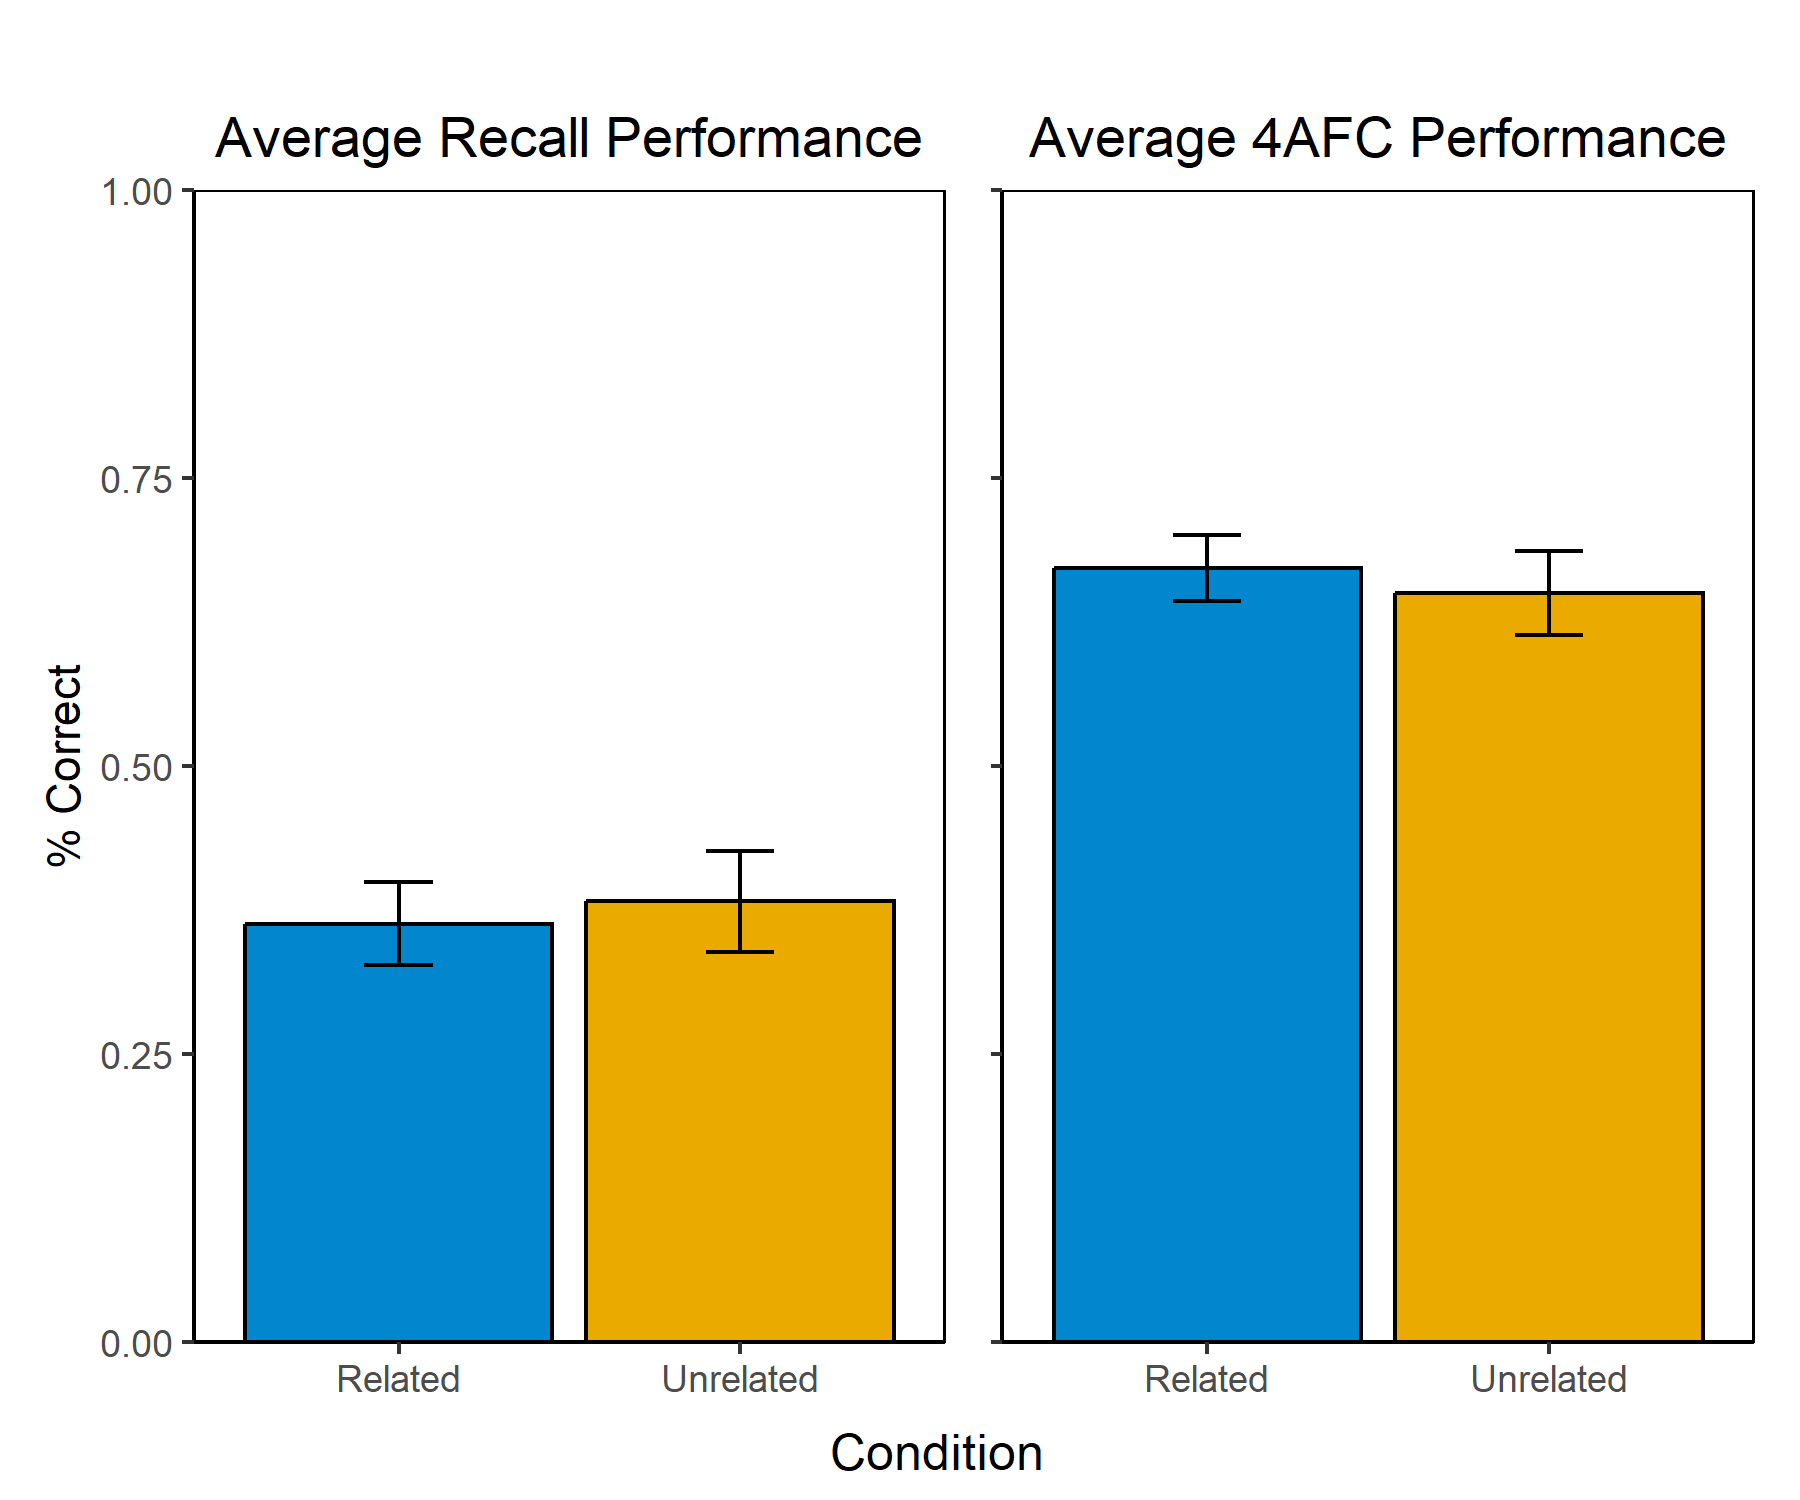 Average Recall Performance
Average 4AFC Performance
% Correct
1.00
0.75
0.50
0.25
0.00
Related
Unrelated
Related
Unrelated
Condition